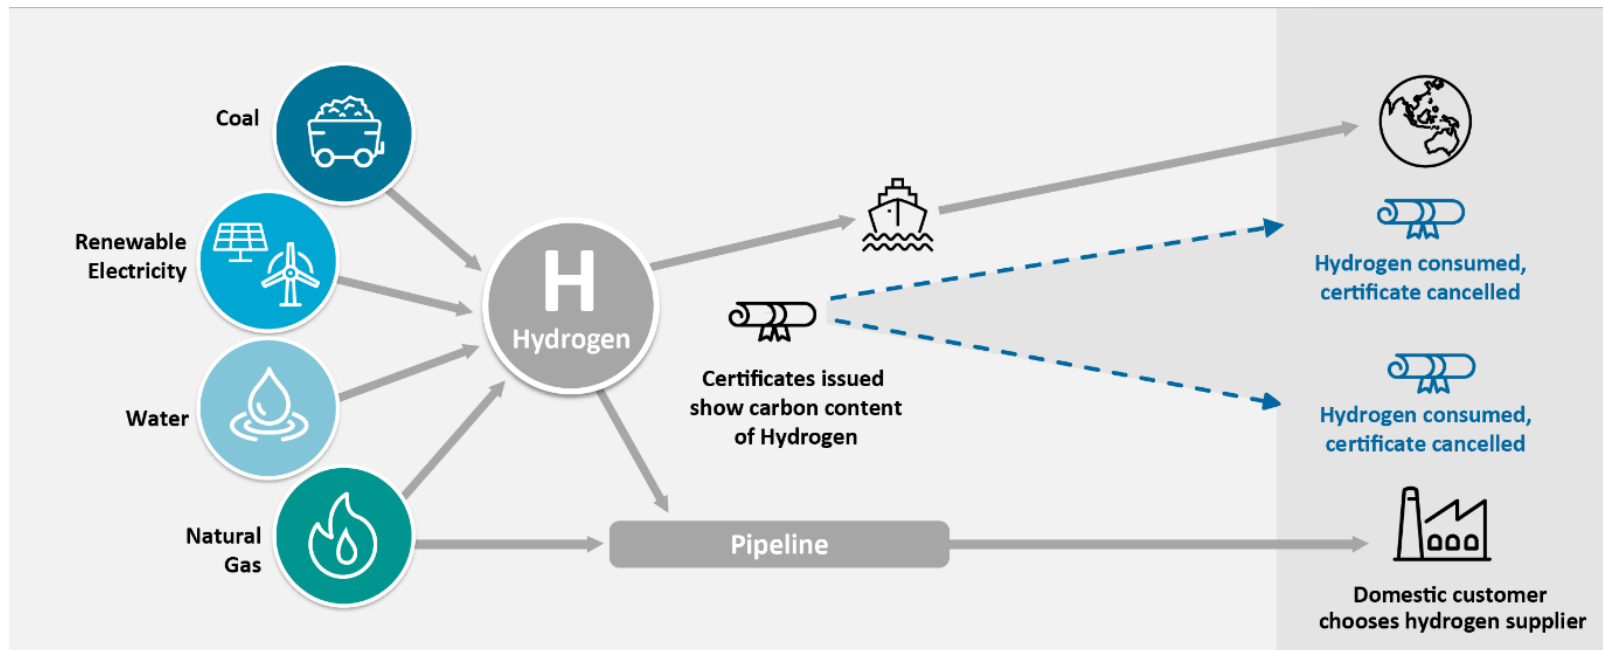 Coal
Renewable
Electricity
Water
Natural
Gas
H
Hydrogen
Certificates issued
show carbon content
of Hydrogen
Pipeline
Hydrogen consumed,
certificate cancelled
Hydrogen consumed,
certificate cancelled
Domestic customer
chooses hydrogen supplier